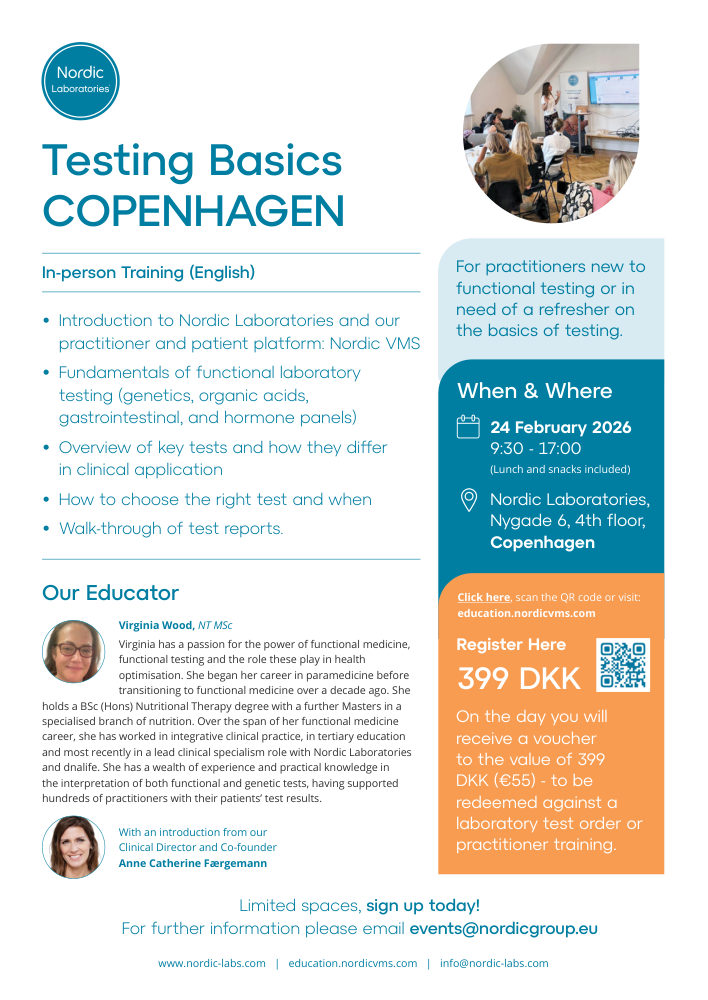 Nordic
Laboratories
Testing Basics
COPENHAGEN
In-person Training (English)
• Introduction to Nordic Laboratories and our
practitioner and patient platform: Nordic VMS
• Fundamentals of functional laboratory
testing (genetics, organic acids,
gastrointestinal, and hormone panels)
• Overview of key tests and how they differ
in clinical application
• How to choose the right test and when
• Walk-through of test reports.
Our Educator
Virginia Wood, NT MSc
Virginia has a passion for the power of functional medicine,
functional testing and the role these play in health
optimisation. She began her career in paramedicine before
transitioning to functional medicine over a decade ago. She
holds a BSc (Hons) Nutritional Therapy degree with a further Masters in a
specialised branch of nutrition. Over the span of her functional medicine
career, she has worked in integrative clinical practice, in tertiary education
and most recently in a lead clinical specialism role with Nordic Laboratories
and dnalife. She has a wealth of experience and practical knowledge in
the interpretation of both functional and genetic tests, having supported
hundreds of practitioners with their patients’ test results.
With an introduction from our
Clinical Director and Co-founder
Anne Catherine Færgemann
For practitioners new to
functional testing or in
need of a refresher on
the basics of testing.
When & Where
24 February 2026
9:30 - 17:00
(Lunch and snacks included)
Nordic Laboratories,
Nygade 6, 4th floor,
Copenhagen
Click here, scan the QR code or visit:
education.nordicvms.com
Register Here
399 DKK
On the day you will
receive a voucher
to the value of 399
DKK (€55) - to be
redeemed against a
laboratory test order or
practitioner training.
Limited spaces, sign up today!
For further information please email events@nordicgroup.eu
www.nordic-labs.com | education.nordicvms.com | info@nordic-labs.com